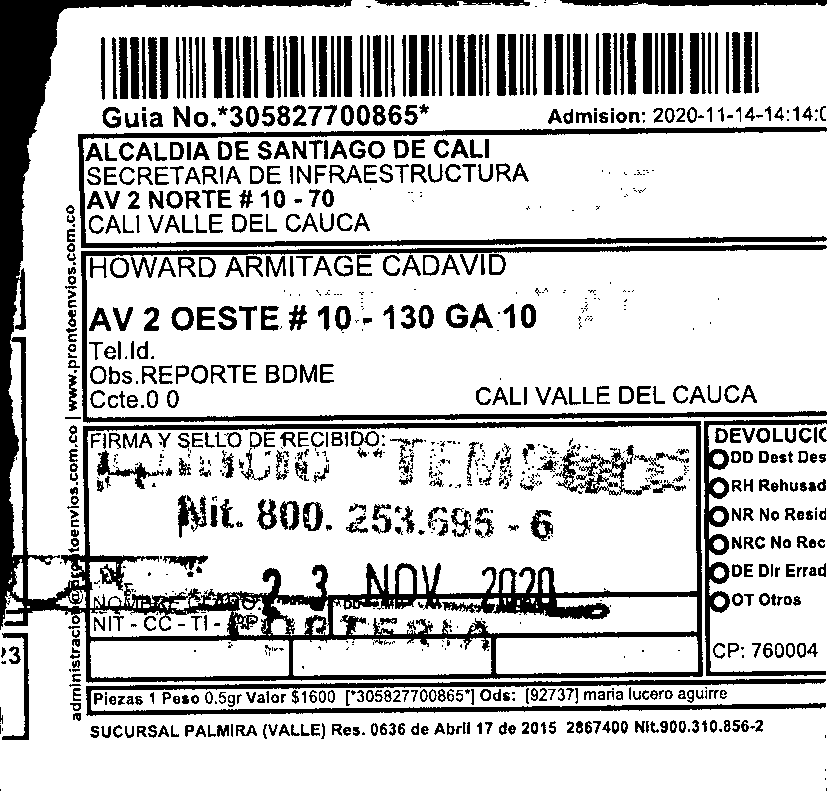 Guia No.*305827700865*
Admision: 2020-11-14-14:14:0
ALCALDIA DE SANTIAGO DE CALI
SECRETARIA DE INFRAESTRUCTURA
AV 2 NORTE # 10 - 70
CALI VALLE DEL CAUCA
HOWARD ARMITAGE CADAVID
AV 2 OESTE # 10 - 130 GA 10
Tel.Id.
Obs.REPORTE BDME
Ccte.0 0
CALI VALLE DEL CAUCA
administracion@prontoenvios.com.co | www.prontoenvios.com.co
FIRMA Y SELLO DE RECIBIDO:
Nit. 800. 253.695 - 6
23 NOV 2020
NOMBRE CLARO
NIT - CC - TI -
PORTERIA
DEVOLUCIO
DD Dest Des
RH Rehusad
NR No Resid
NRC No Rec
DE Dir Errad
OT Otros
CP: 760004
23
Piezas 1 Peso 0.5gr Valor $1600 [*305827700865*] Ods: [92737] maria lucero aguirre
SUCURSAL PALMIRA (VALLE) Res. 0636 de Abril 17 de 2015 2867400 Nit.900.310.856-2